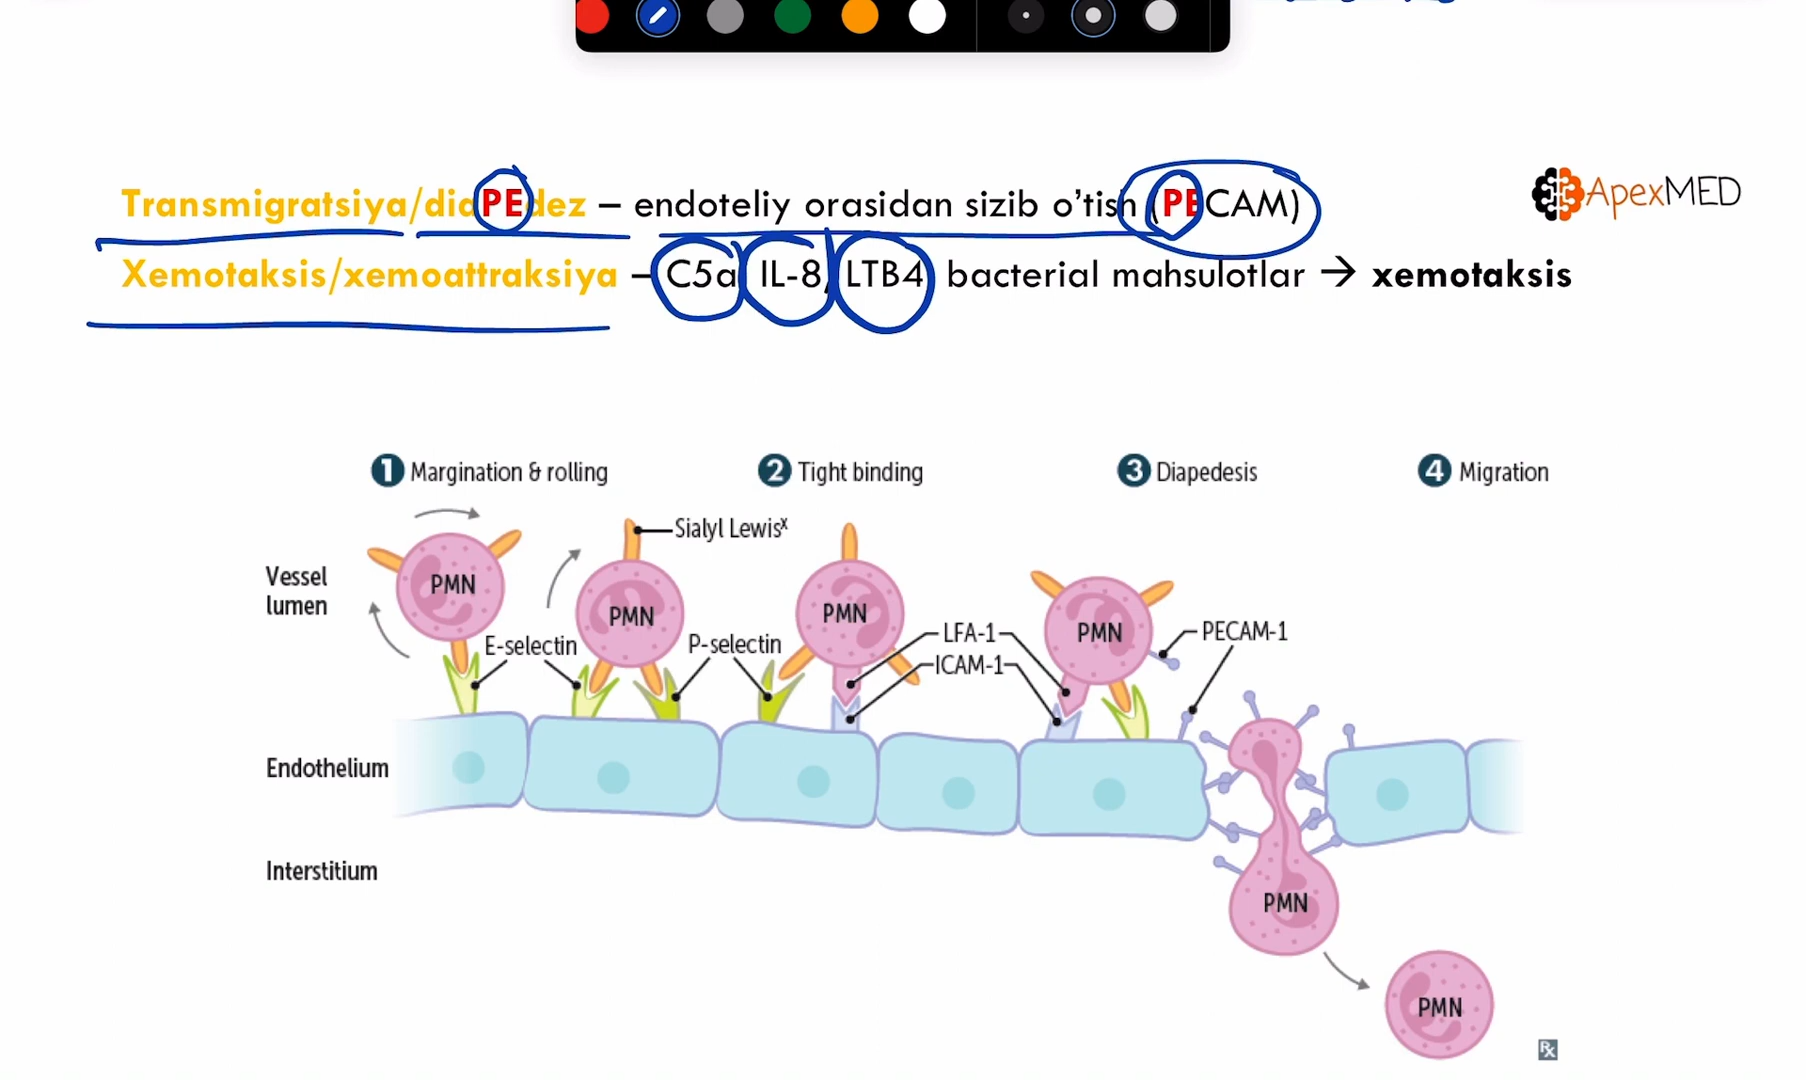 Transmigratsiya/diaPEdez – endoteliy orasidan sizib o’tish (PECAM)
ApexMED
Xemotaksis/xemoattraksiya – C5a, IL-8, LTB4, bacterial mahsulotlar → xemotaksis
1 Margination & rolling
2 Tight binding
3 Diapedesis
4 Migration
Sialyl Lewisˣ
Vessel
lumen
PMN
PMN
PMN
PMN
E-selectin
P-selectin
LFA-1
ICAM-1
PECAM-1
Endothelium
Interstitium
PMN
PMN
Rx